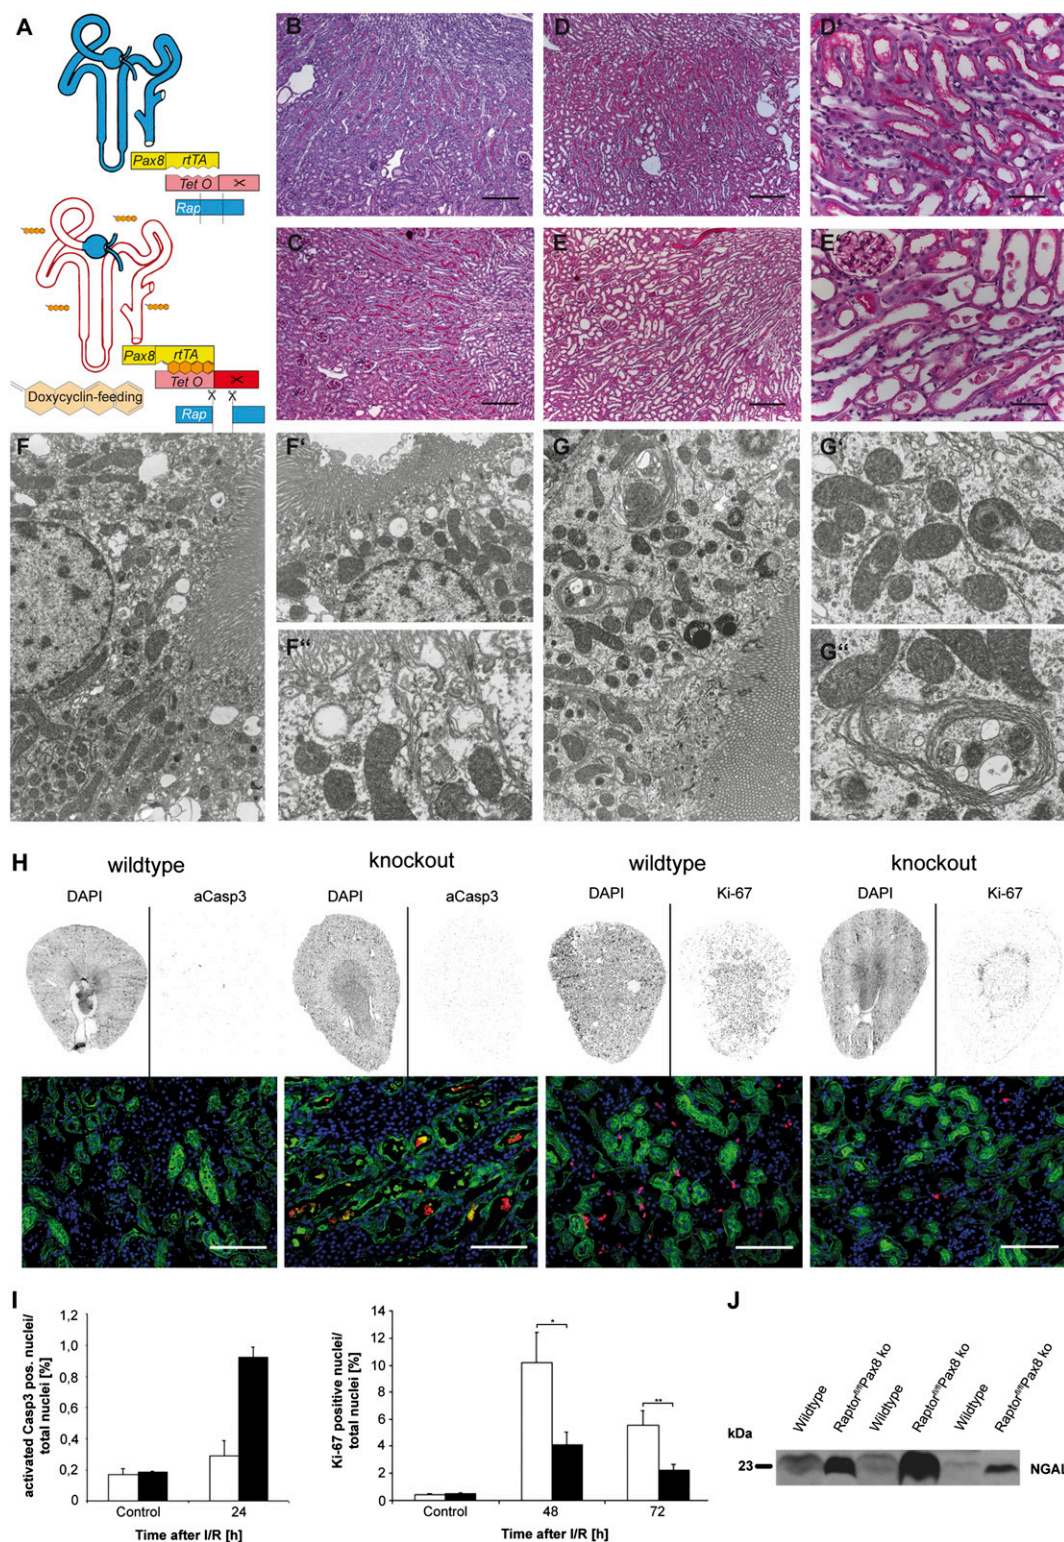 A
Pax8 rtTA
Tet O
Rap
Pax8 rtTA
Tet O
Doxycyclin-feeding
Rap
B
D
D'
C
E
E'
F
F'
G
G'
F"
G"
H
wildtype
knockout
wildtype
knockout
DAPI
aCasp3
DAPI
aCasp3
DAPI
Ki-67
DAPI
Ki-67
I
activated Casp3 pos. nuclei/
total nuclei [%]
1,2
1,0
0,8
0,6
0,4
0,2
0
Control
24
Time after I/R [h]
Ki-67 positive nuclei/
total nuclei [%]
14
12
10
8
6
4
2
0
*
**
Control
48
72
Time after I/R [h]
J
Wildtype
Raptorfl/flPax8 ko
Wildtype
Raptorfl/flPax8 ko
Wildtype
Raptorfl/flPax8 ko
kDa
23
NGAL